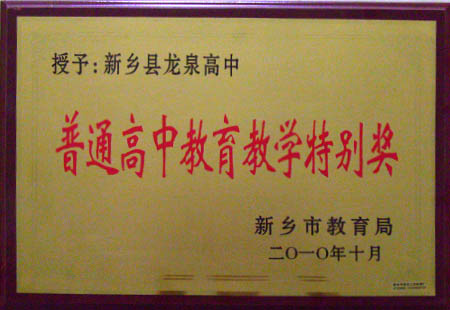 授予:新乡县龙泉高中
普通高中教育教学特别奖
新乡市教育局
二〇一〇年十月